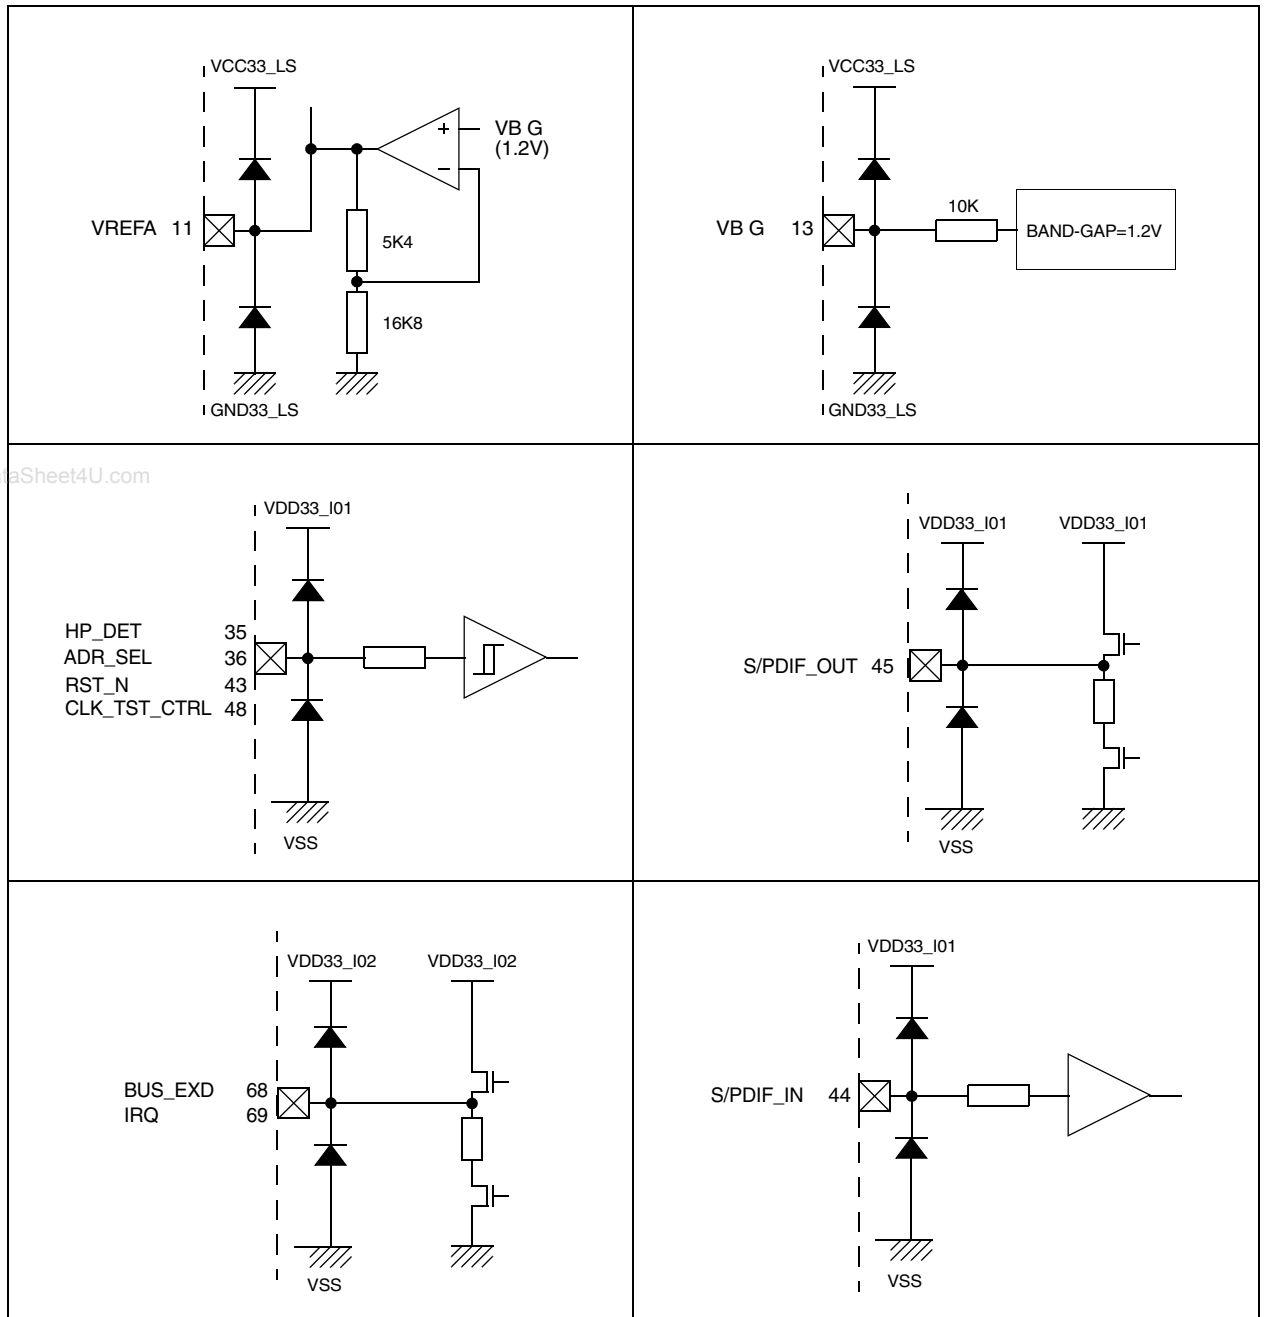 VCC33_LS
VB G
(1.2V)
VREFA 11
5K4
16K8
GND33_LS
VCC33_LS
10K
VB G 13
BAND-GAP=1.2V
GND33_LS
taSheet4U.com
VDD33_I01
HP_DET 35
ADR_SEL 36
RST_N 43
CLK_TST_CTRL 48
VSS
VDD33_I01 VDD33_I01
S/PDIF_OUT 45
VSS
VDD33_I02 VDD33_I02
BUS_EXD 68
IRQ 69
VSS
VDD33_I01
S/PDIF_IN 44
VSS